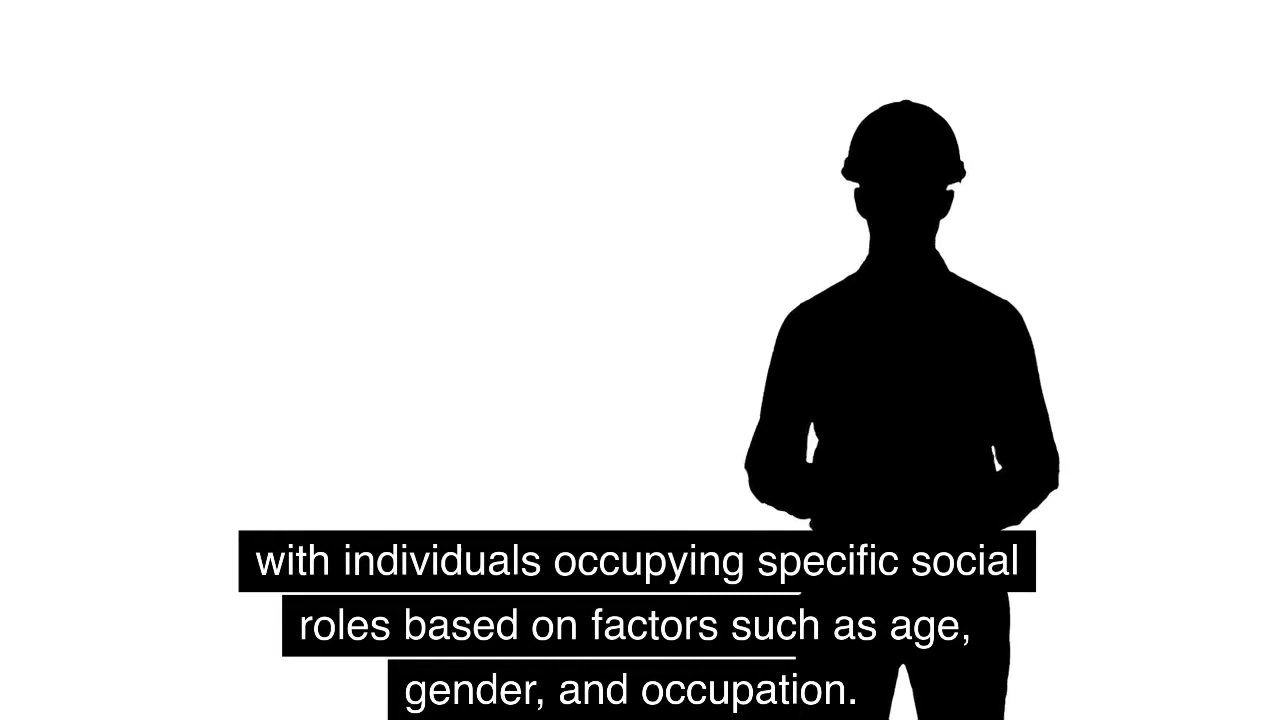 with individuals occupying specific social
roles based on factors such as age,
gender, and occupation.